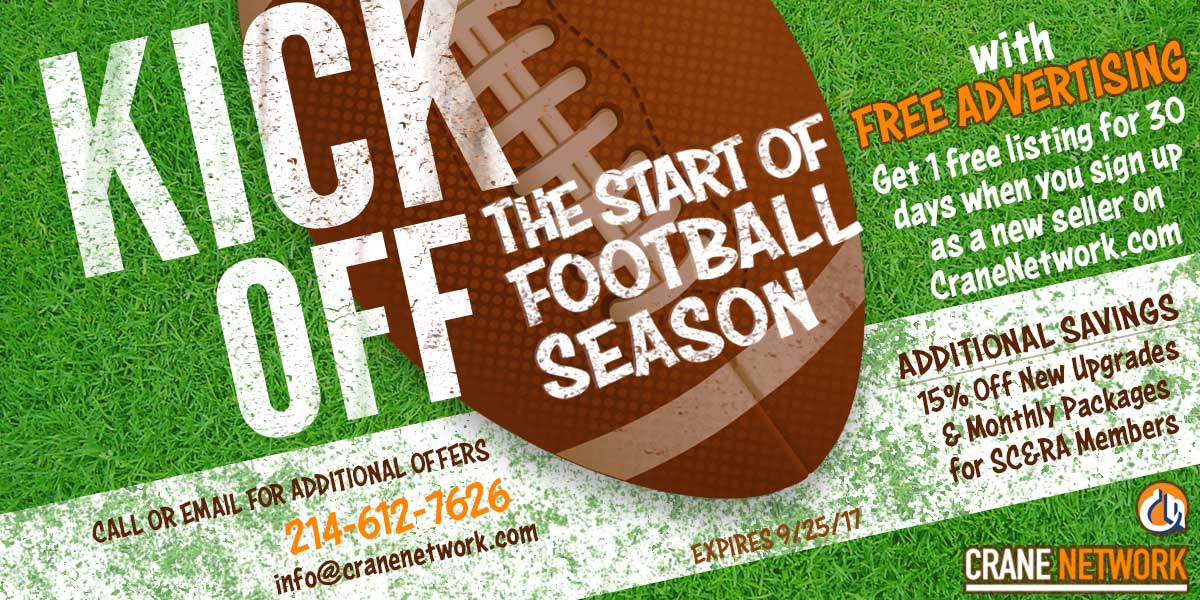 KICK
OFF
THE START OF
FOOTBALL
SEASON
with
FREE ADVERTISING
Get 1 free listing for 30
days when you sign up
as a new seller on
CraneNetwork.com
ADDITIONAL SAVINGS
15% Off New Upgrades
& Monthly Packages
for SC&RA Members
CALL OR EMAIL FOR ADDITIONAL OFFERS
214-612-7626
info@cranenetwork.com
EXPIRES 9/25/17
CRANE NETWORK